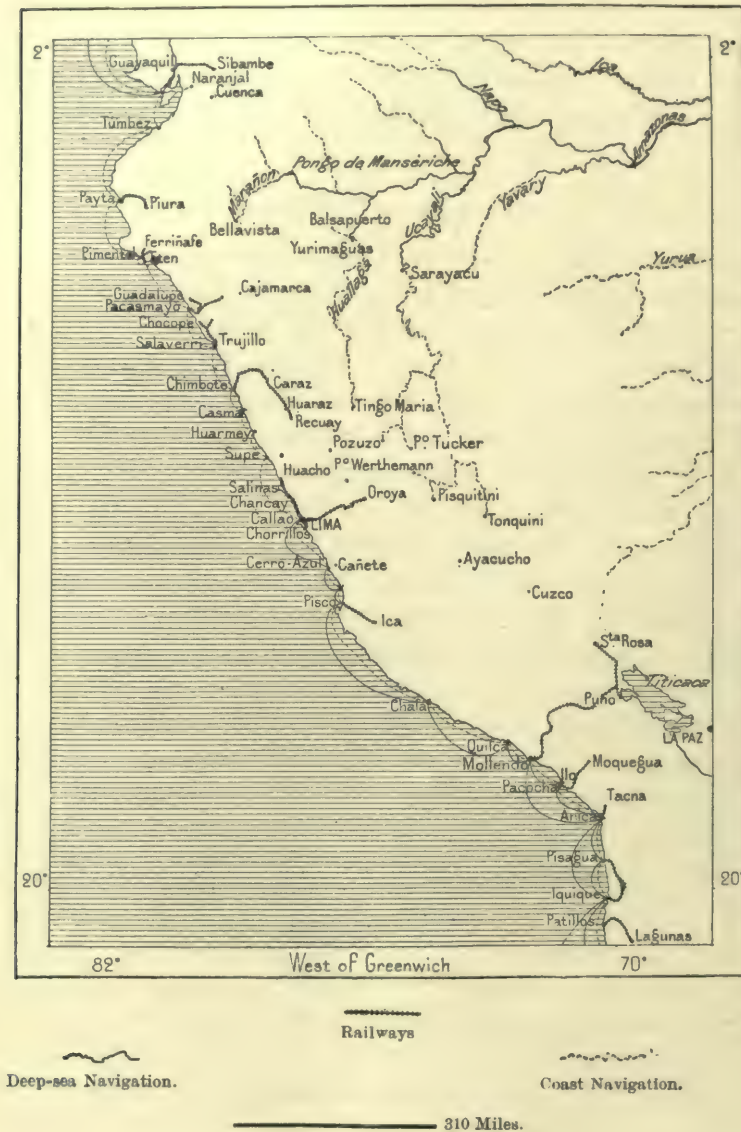 2°
2°
Guayaquil
Sibambe
Naranjal
Cuenca
Tumbez
Napo
Iça
Amazonas
Pongo de Manseriche
Marañon
Payta
Piura
Bellavista
Balsapuerto
Yurimaguas
Ucayali
Yavary
Ferriñafe
Pimentel
Eten
Huallaga
Sarayacu
Yurua
Guadalupe
Cajamarca
Pacasmayo
Chocope
Salaverri
Trujillo
Chimbote
Caraz
Huaraz
Recuay
Casma
Tingo Maria
Huarmey
Pozuzo
Po Tucker
Supé
Huacho
Po Werthemann
Salinas
Oroya
Pisquitini
Chancay
Callao
LIMA
Tonquini
Chorrillos
Cerro-Azul
Cañete
Ayacucho
Cuzco
Pisco
Ica
Sta Rosa
Titicaca
Puno
Chala
LA PAZ
Quilca
Mollendo
Ilo
Moquegua
Pacocha
Tacna
Arica
Pisagua
20°
20°
Iquique
Patillos
Lagunas
82°
West of Greenwich
70°
Railways
Deep-sea Navigation.
Coast Navigation.
310 Miles.